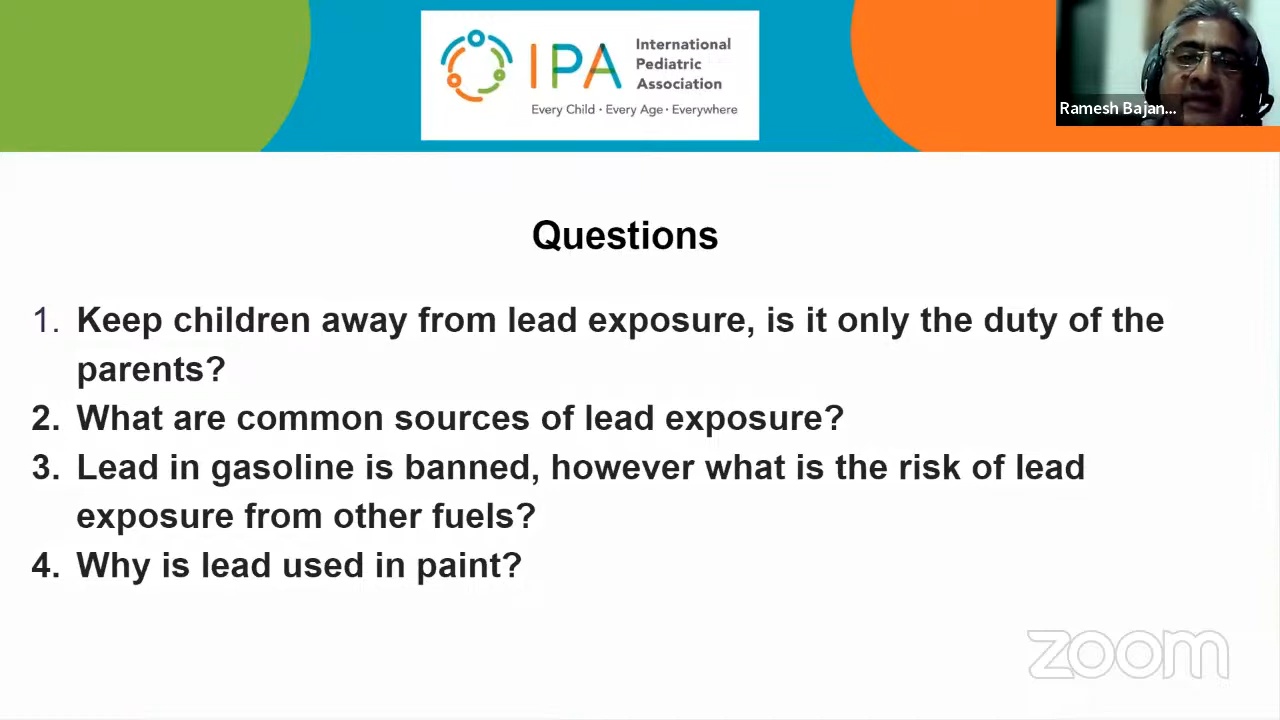 IPA
International
Pediatric
Association
Every Child · Every Age · Everywhere
Ramesh Bajan...
Questions
1. Keep children away from lead exposure, is it only the duty of the
parents?
2. What are common sources of lead exposure?
3. Lead in gasoline is banned, however what is the risk of lead
exposure from other fuels?
4. Why is lead used in paint?
zoom